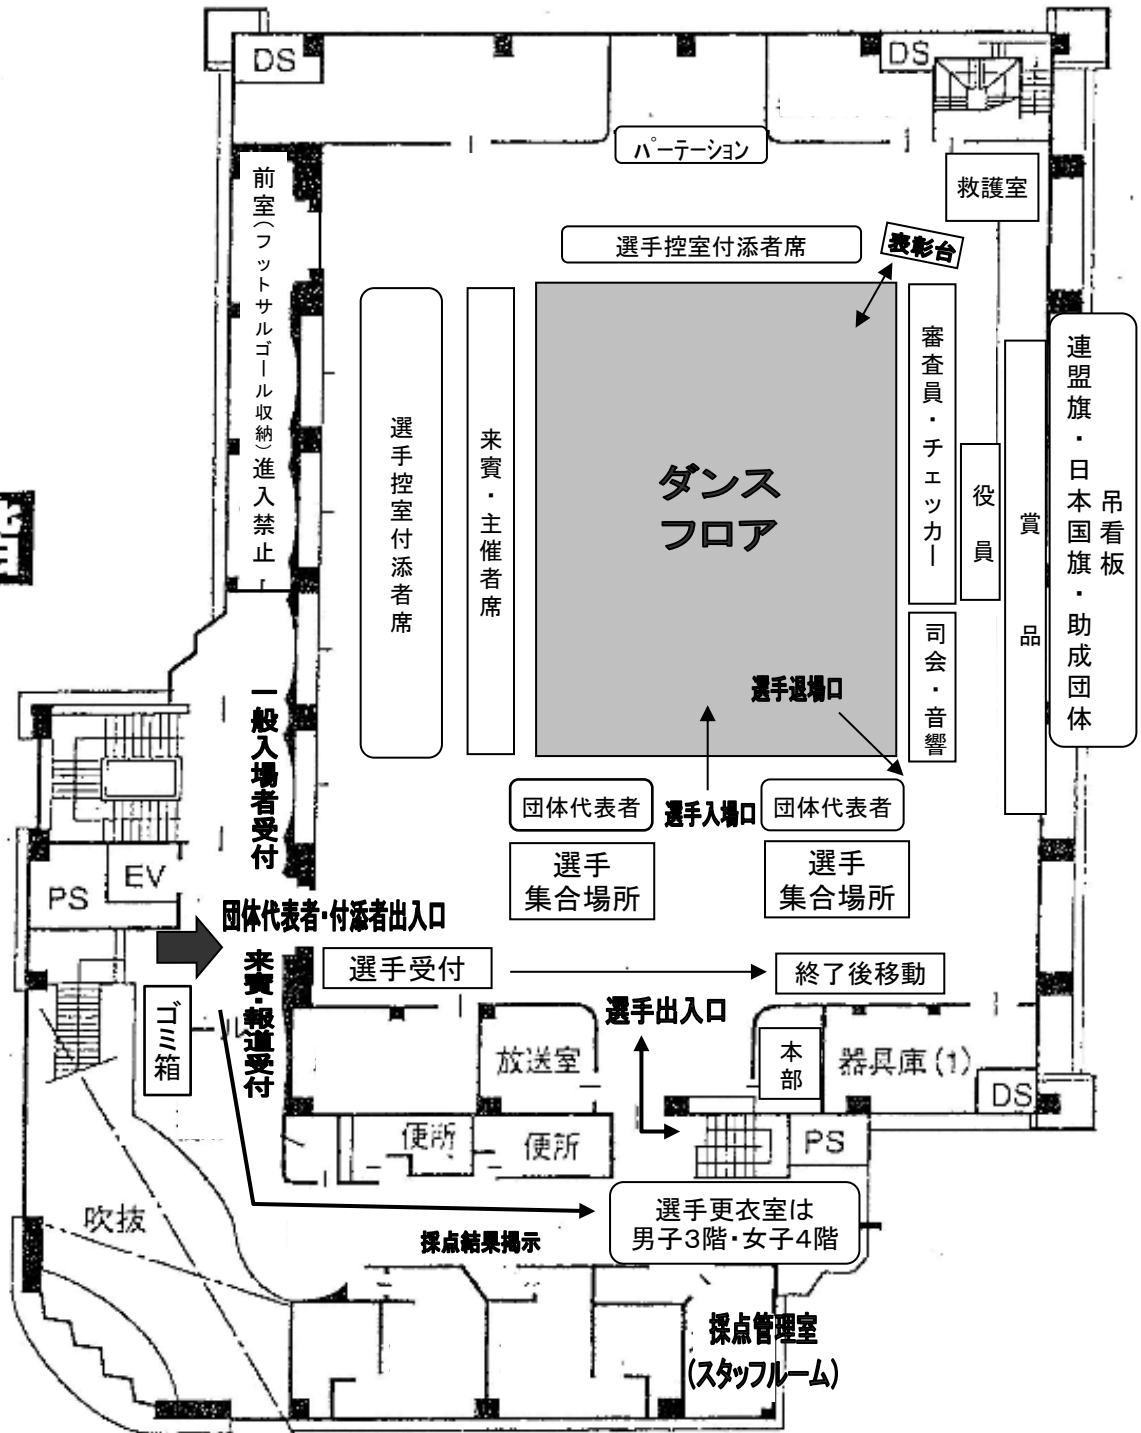 DS
DS
パーテーション
救護室
前室(フットサルゴール収納)進入禁止
選手控室付添者席
表彰台
選手控室付添者席
来賓・主催者席
ダンス
フロア
審査員・チェッカー
役員
賞品
連盟旗・日本国旗・助成団体
吊看板
司会・音響
選手退場口
一般入場者受付
団体代表者
選手入場口
団体代表者
選手
集合場所
選手
集合場所
EV
PS
団体代表者・付添者出入口
来賓・報道受付
選手受付
終了後移動
ゴミ箱
選手出入口
放送室
本部
器具庫(1)
DS
便所
便所
PS
吹抜
選手更衣室は
男子3階・女子4階
採点結果掲示
採点管理室
(スタッフルーム)